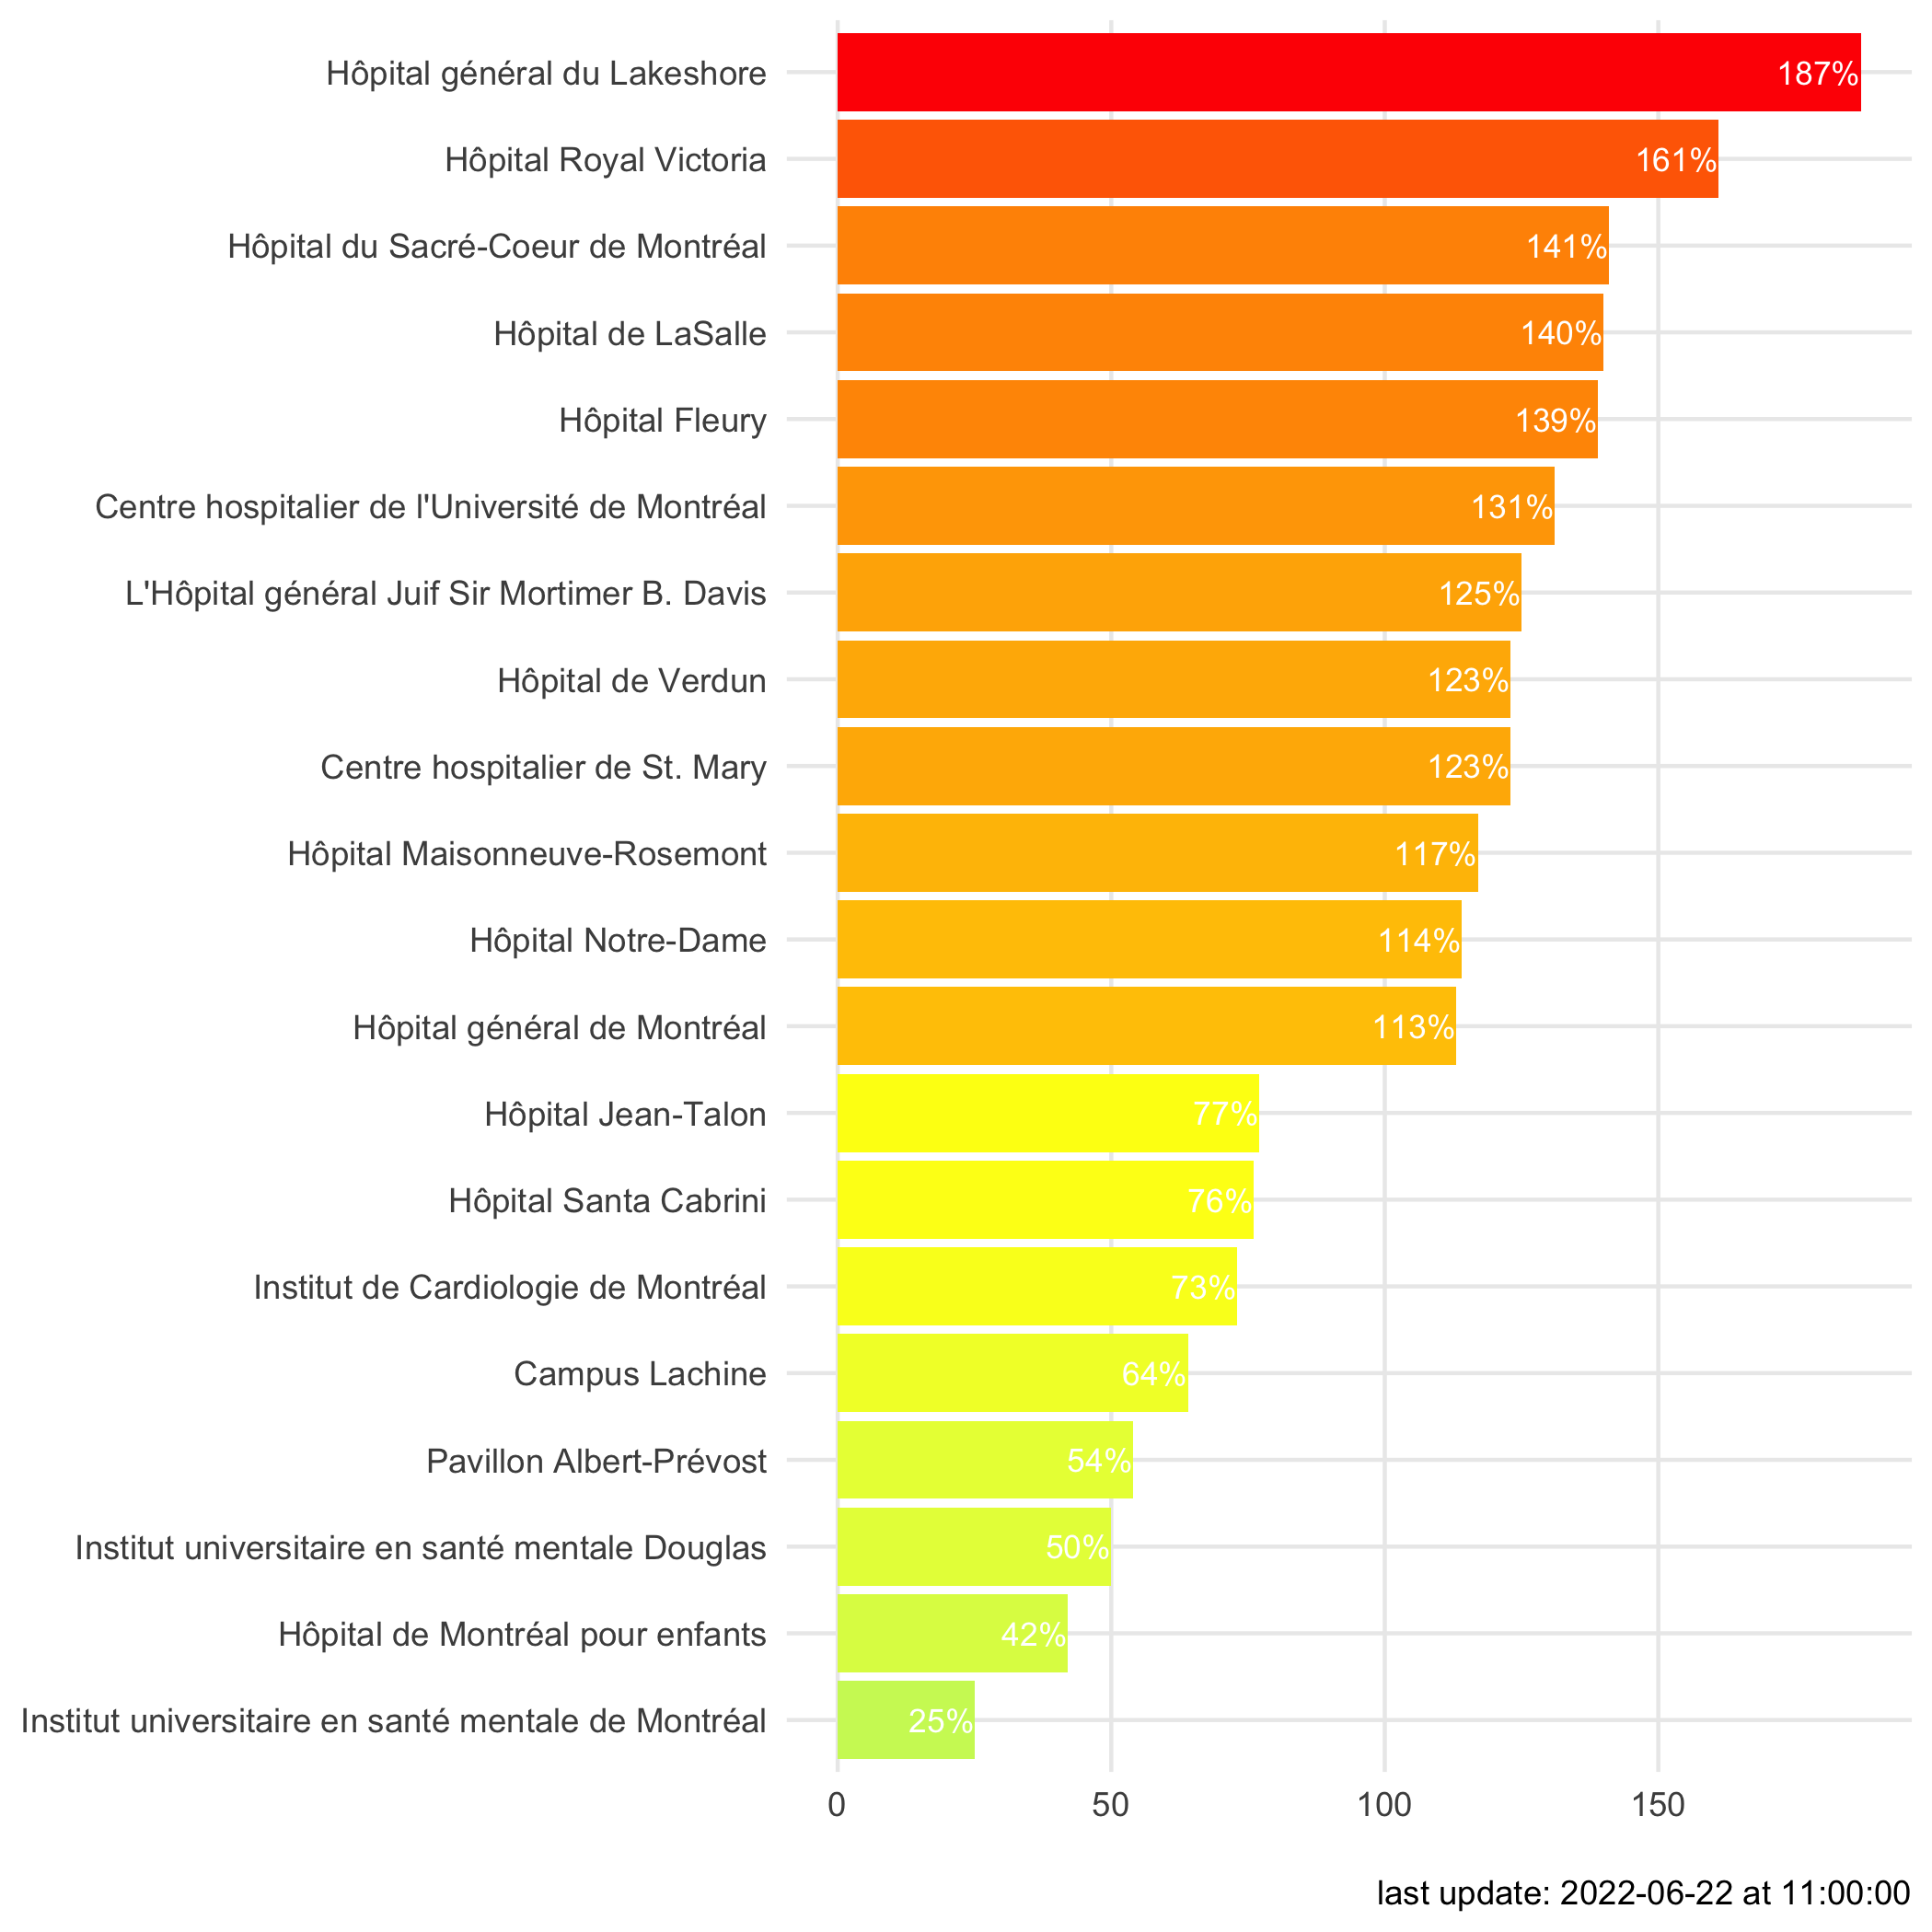 Hôpital général du Lakeshore 187%
Hôpital Royal Victoria 161%
Hôpital du Sacré-Coeur de Montréal 141%
Hôpital de LaSalle 140%
Hôpital Fleury 139%
Centre hospitalier de l'Université de Montréal 131%
L'Hôpital général Juif Sir Mortimer B. Davis 125%
Hôpital de Verdun 123%
Centre hospitalier de St. Mary 123%
Hôpital Maisonneuve-Rosemont 117%
Hôpital Notre-Dame 114%
Hôpital général de Montréal 113%
Hôpital Jean-Talon 77%
Hôpital Santa Cabrini 76%
Institut de Cardiologie de Montréal 73%
Campus Lachine 64%
Pavillon Albert-Prévost 54%
Institut universitaire en santé mentale Douglas 50%
Hôpital de Montréal pour enfants 42%
Institut universitaire en santé mentale de Montréal 25%
0 50 100 150
last update: 2022-06-22 at 11:00:00